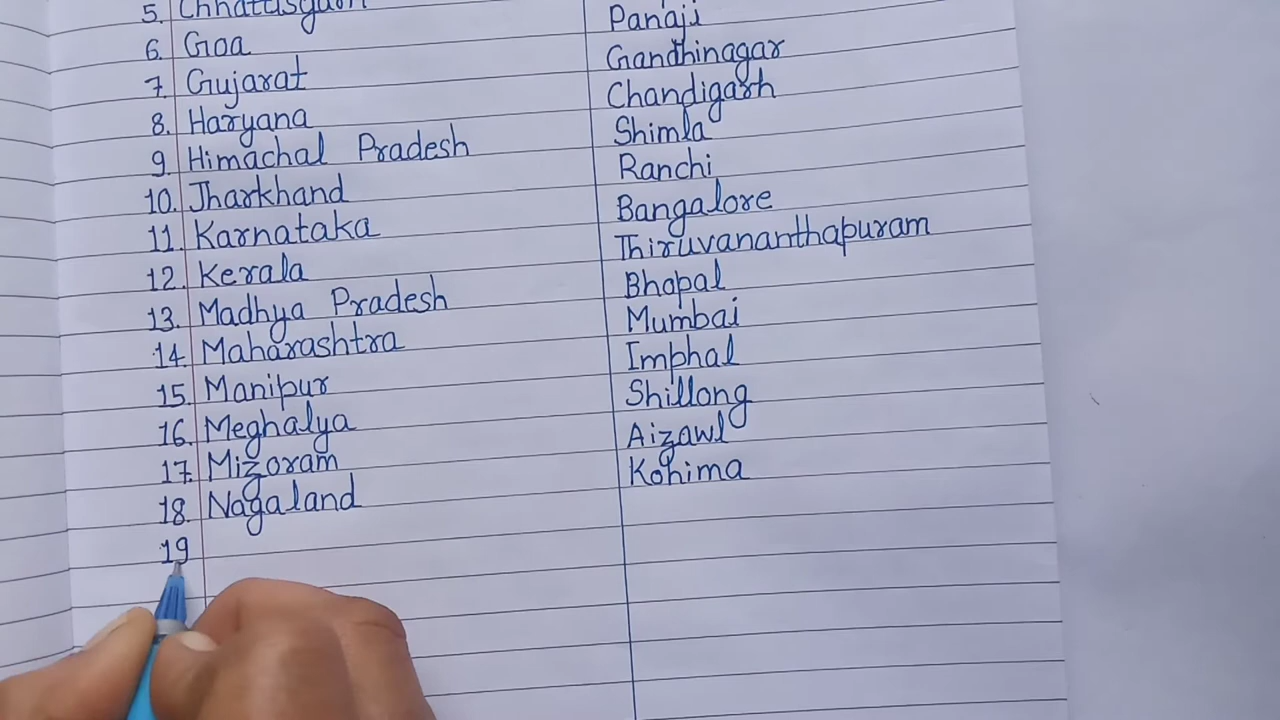 5. Chhattisgarh
6. Goa Panaji
7. Gujarat Gandhinagar
8. Haryana Chandigarh
9. Himachal Pradesh Shimla
10. Jharkhand Ranchi
11. Karnataka Bangalore
12. Kerala Thiruvananthapuram
13. Madhya Pradesh Bhopal
14. Maharashtra Mumbai
15. Manipur Imphal
16. Meghalya Shillong
17. Mizoram Aizawl
18. Nagaland Kohima
19